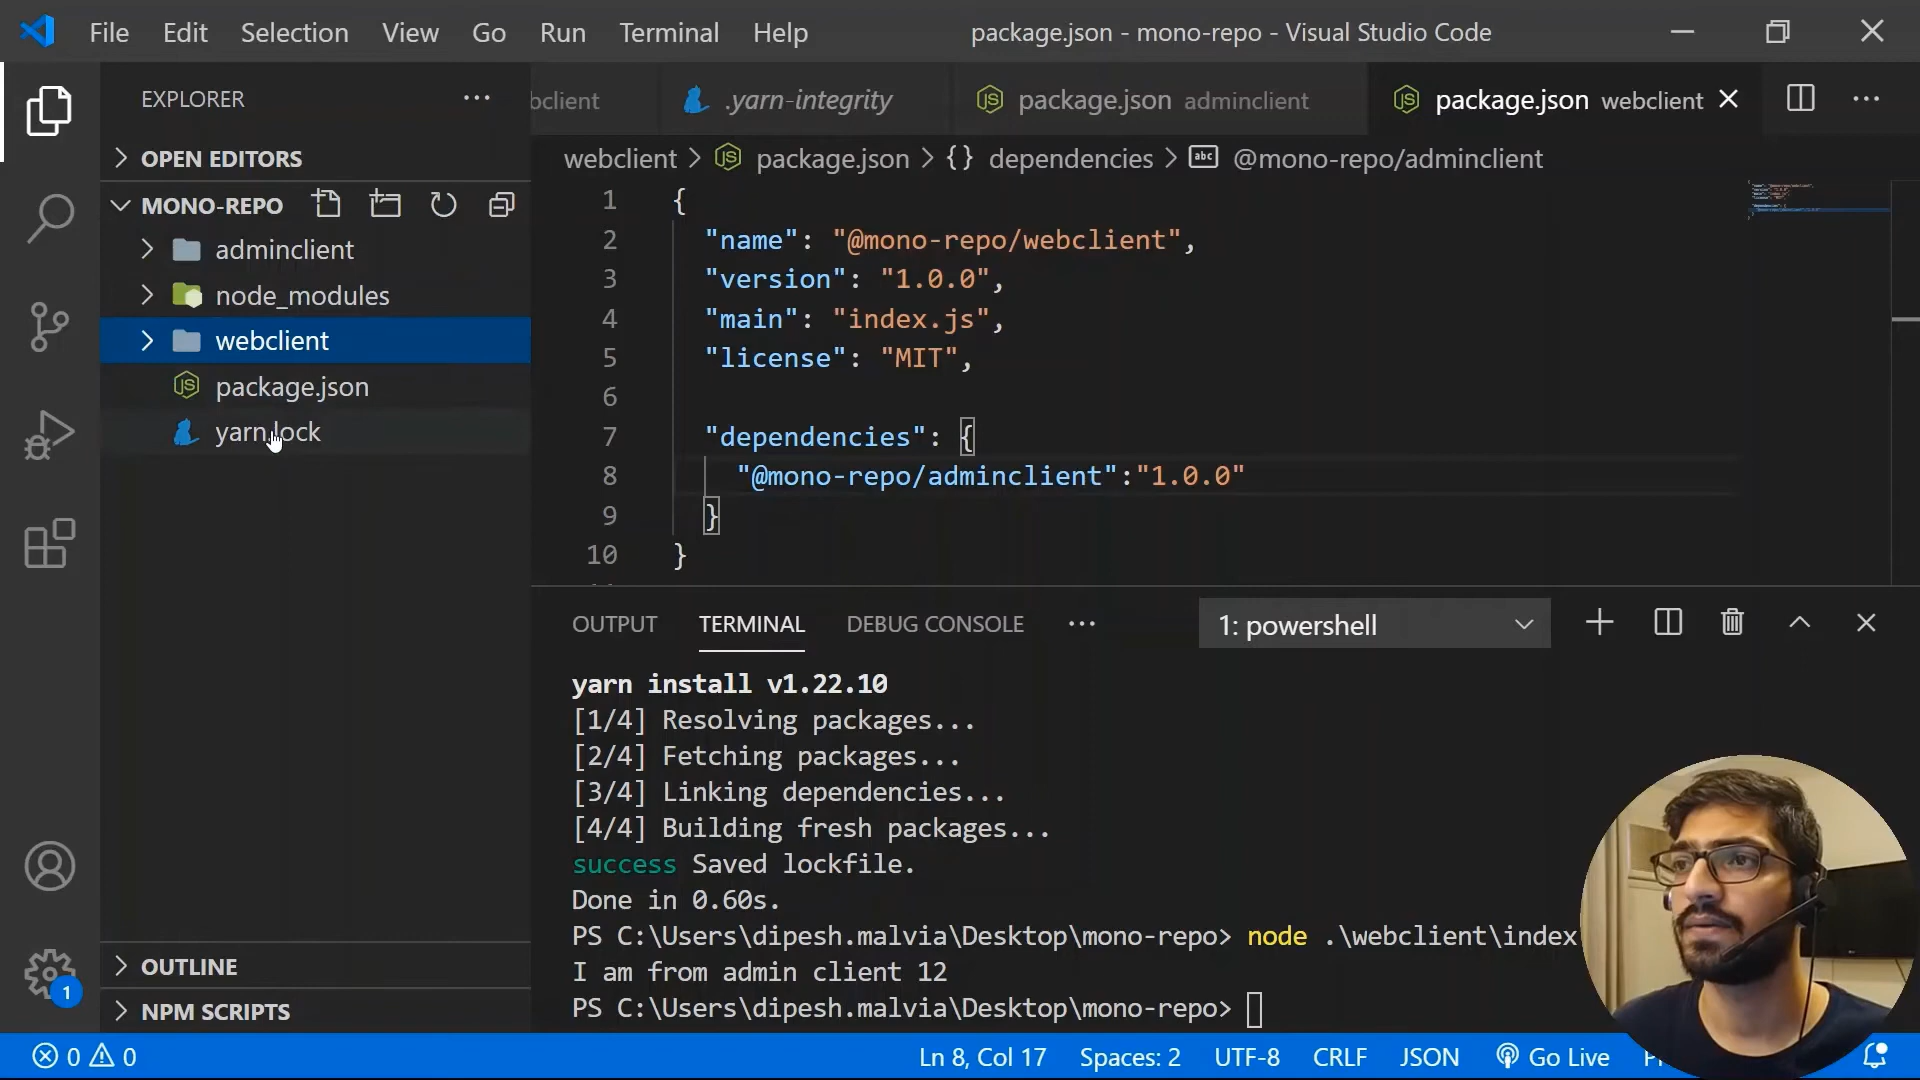 File Edit Selection View Go Run Terminal Help
package.json - mono-repo - Visual Studio Code
EXPLORER
OPEN EDITORS
MONO-REPO
adminclient
node_modules
webclient
package.json
yarn.lock
OUTLINE
NPM SCRIPTS
1
bclient
.yarn-integrity
package.json adminclient
package.json webclient
webclient > package.json > {} dependencies > abc @mono-repo/adminclient
1 {
2 "name": "@mono-repo/webclient",
3 "version": "1.0.0",
4 "main": "index.js",
5 "license": "MIT",
6
7 "dependencies": {
8 "@mono-repo/adminclient":"1.0.0"
9 }
10 }
OUTPUT TERMINAL DEBUG CONSOLE
1: powershell
yarn install v1.22.10
[1/4] Resolving packages...
[2/4] Fetching packages...
[3/4] Linking dependencies...
[4/4] Building fresh packages...
success Saved lockfile.
Done in 0.60s.
PS C:\Users\dipesh.malvia\Desktop\mono-repo> node .\webclient\index
I am from admin client 12
PS C:\Users\dipesh.malvia\Desktop\mono-repo>
0 0
Ln 8, Col 17 Spaces: 2 UTF-8 CRLF JSON Go Live